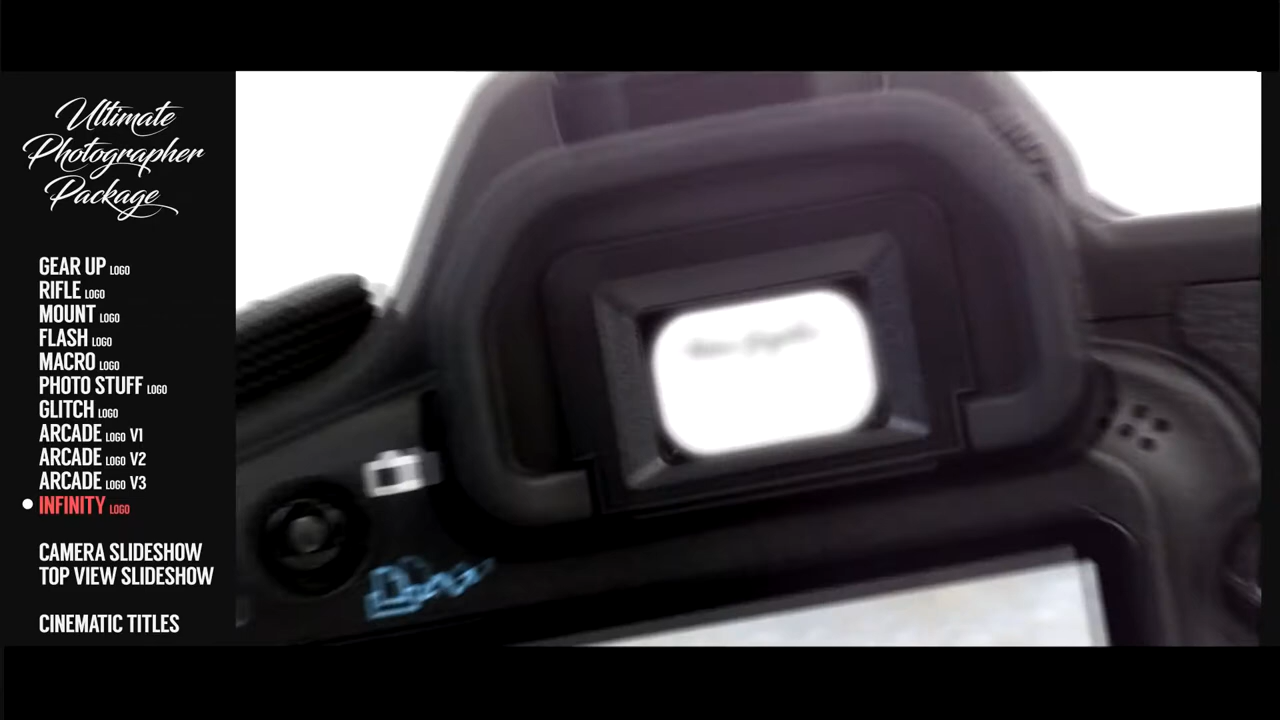 Ultimate
Photographer
Package
GEAR UP LOGO
RIFLE LOGO
MOUNT LOGO
FLASH LOGO
MACRO LOGO
PHOTO STUFF LOGO
GLITCH LOGO
ARCADE LOGO V1
ARCADE LOGO V2
ARCADE LOGO V3
INFINITY LOGO
CAMERA SLIDESHOW
TOP VIEW SLIDESHOW
CINEMATIC TITLES